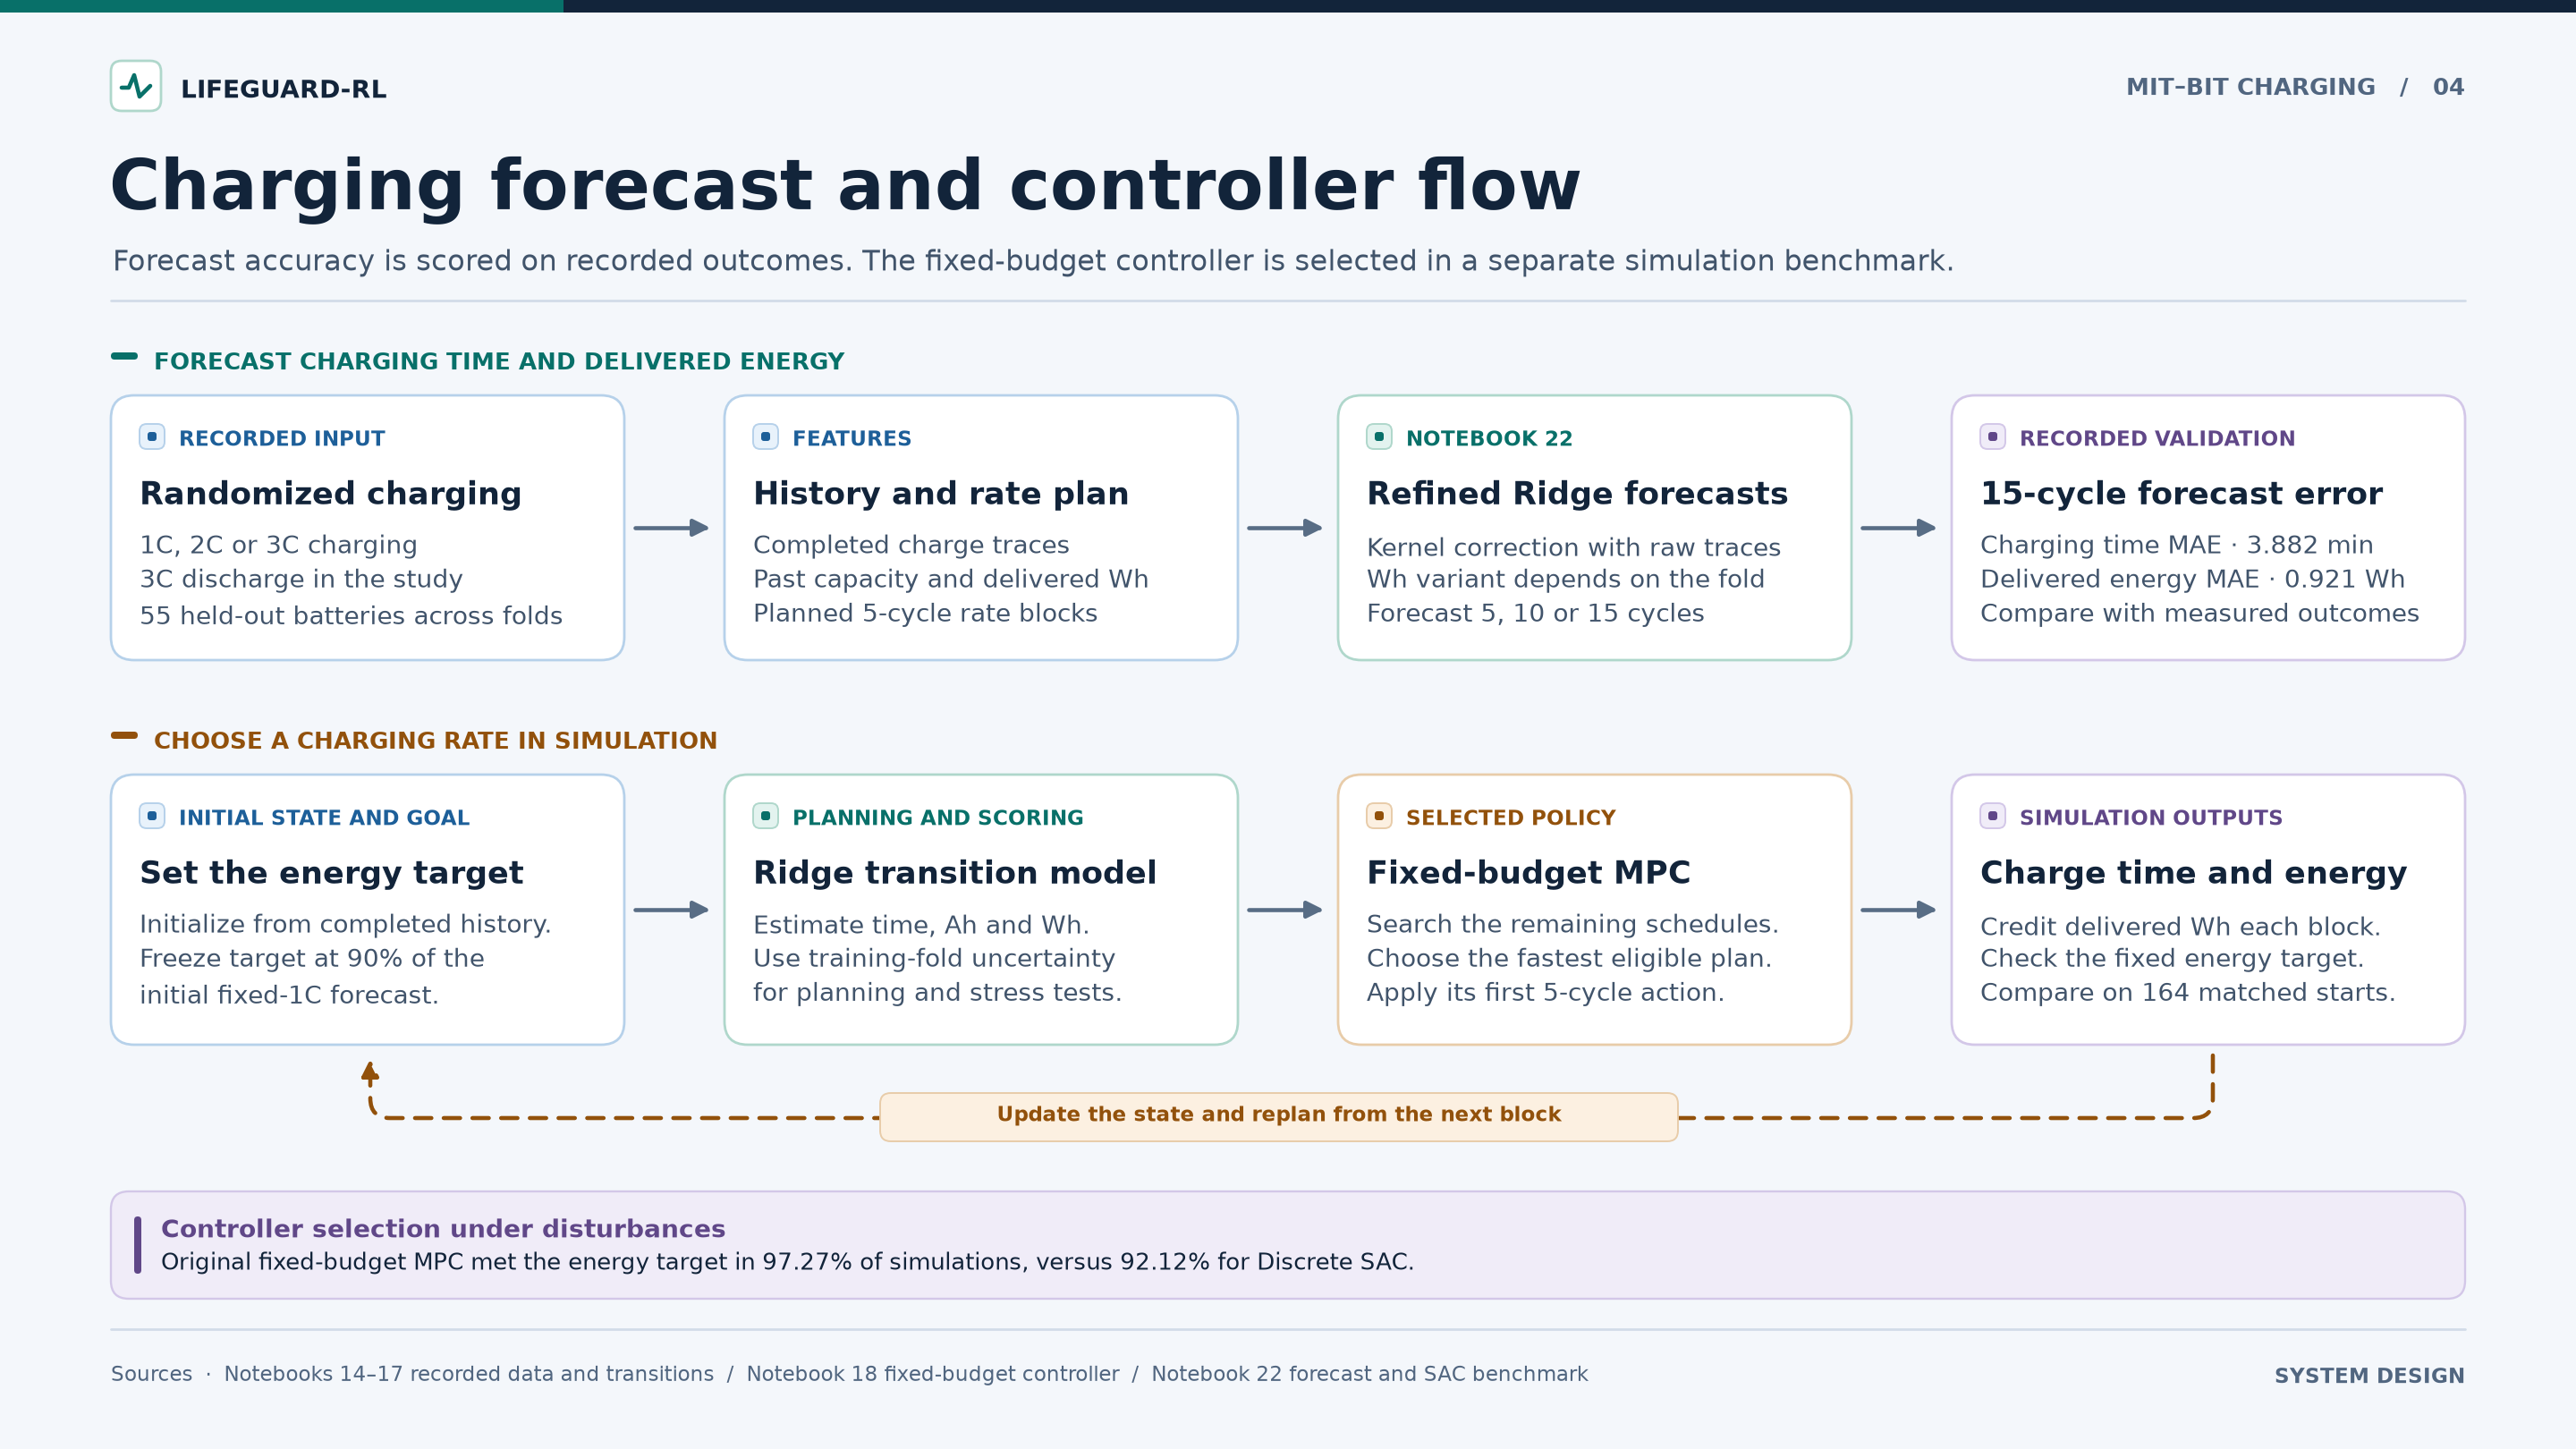 LIFEGUARD-RL
MIT–BIT CHARGING / 04
Charging forecast and controller flow
Forecast accuracy is scored on recorded outcomes. The fixed-budget controller is selected in a separate simulation benchmark.
FORECAST CHARGING TIME AND DELIVERED ENERGY
RECORDED INPUT
Randomized charging
1C, 2C or 3C charging
3C discharge in the study
55 held-out batteries across folds
FEATURES
History and rate plan
Completed charge traces
Past capacity and delivered Wh
Planned 5-cycle rate blocks
NOTEBOOK 22
Refined Ridge forecasts
Kernel correction with raw traces
Wh variant depends on the fold
Forecast 5, 10 or 15 cycles
RECORDED VALIDATION
15-cycle forecast error
Charging time MAE · 3.882 min
Delivered energy MAE · 0.921 Wh
Compare with measured outcomes
CHOOSE A CHARGING RATE IN SIMULATION
INITIAL STATE AND GOAL
Set the energy target
Initialize from completed history.
Freeze target at 90% of the
initial fixed-1C forecast.
PLANNING AND SCORING
Ridge transition model
Estimate time, Ah and Wh.
Use training-fold uncertainty
for planning and stress tests.
SELECTED POLICY
Fixed-budget MPC
Search the remaining schedules.
Choose the fastest eligible plan.
Apply its first 5-cycle action.
SIMULATION OUTPUTS
Charge time and energy
Credit delivered Wh each block.
Check the fixed energy target.
Compare on 164 matched starts.
Update the state and replan from the next block
Controller selection under disturbances
Original fixed-budget MPC met the energy target in 97.27% of simulations, versus 92.12% for Discrete SAC.
Sources · Notebooks 14–17 recorded data and transitions / Notebook 18 fixed-budget controller / Notebook 22 forecast and SAC benchmark
SYSTEM DESIGN